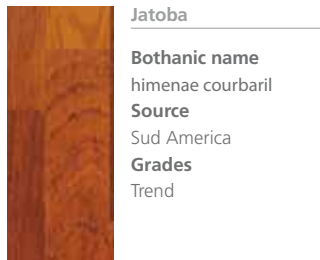 Jatoba
Bothanic name
himenae courbaril
Source
Sud America
Grades
Trend